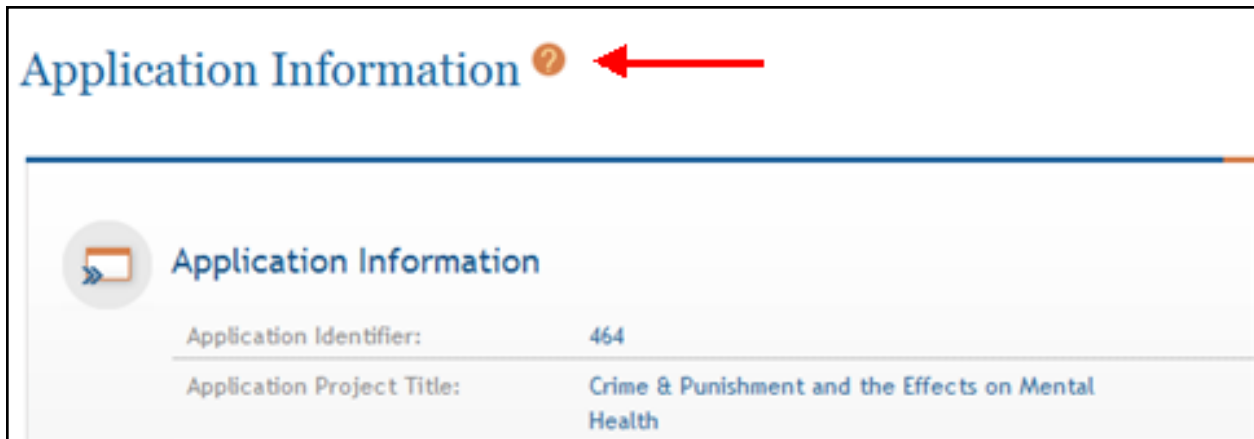 Application Information ?
Application Information
Application Identifier: 464
Application Project Title: Crime & Punishment and the Effects on Mental
Health